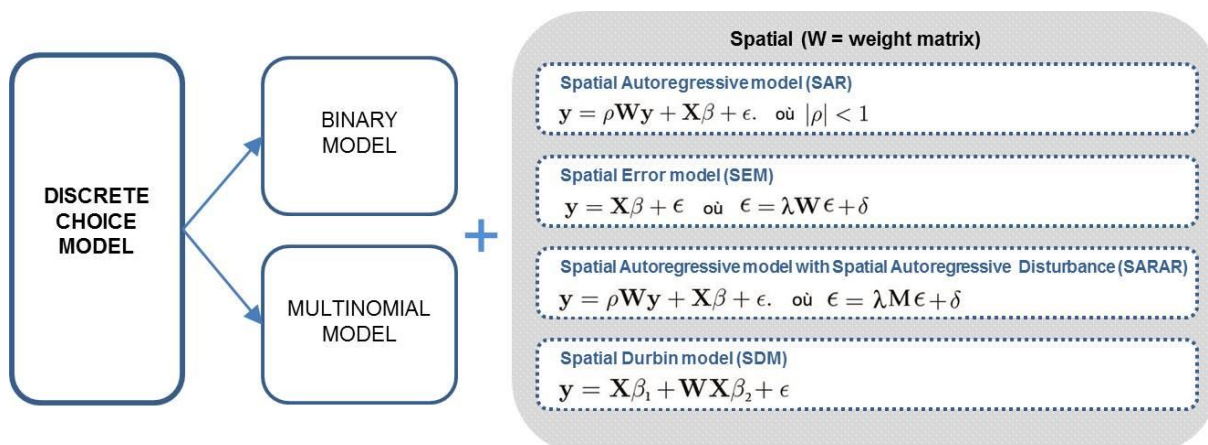 DISCRETE
CHOICE
MODEL
BINARY
MODEL
MULTINOMIAL
MODEL
+
Spatial (W = weight matrix)
Spatial Autoregressive model (SAR)
y = ρWy + Xβ + ϵ. où |ρ| < 1
Spatial Error model (SEM)
y = Xβ + ϵ où ϵ = λWϵ + δ
Spatial Autoregressive model with Spatial Autoregressive Disturbance (SARAR)
y = ρWy + Xβ + ϵ. où ϵ = λMϵ + δ
Spatial Durbin model (SDM)
y = Xβ₁ + WXβ₂ + ϵ